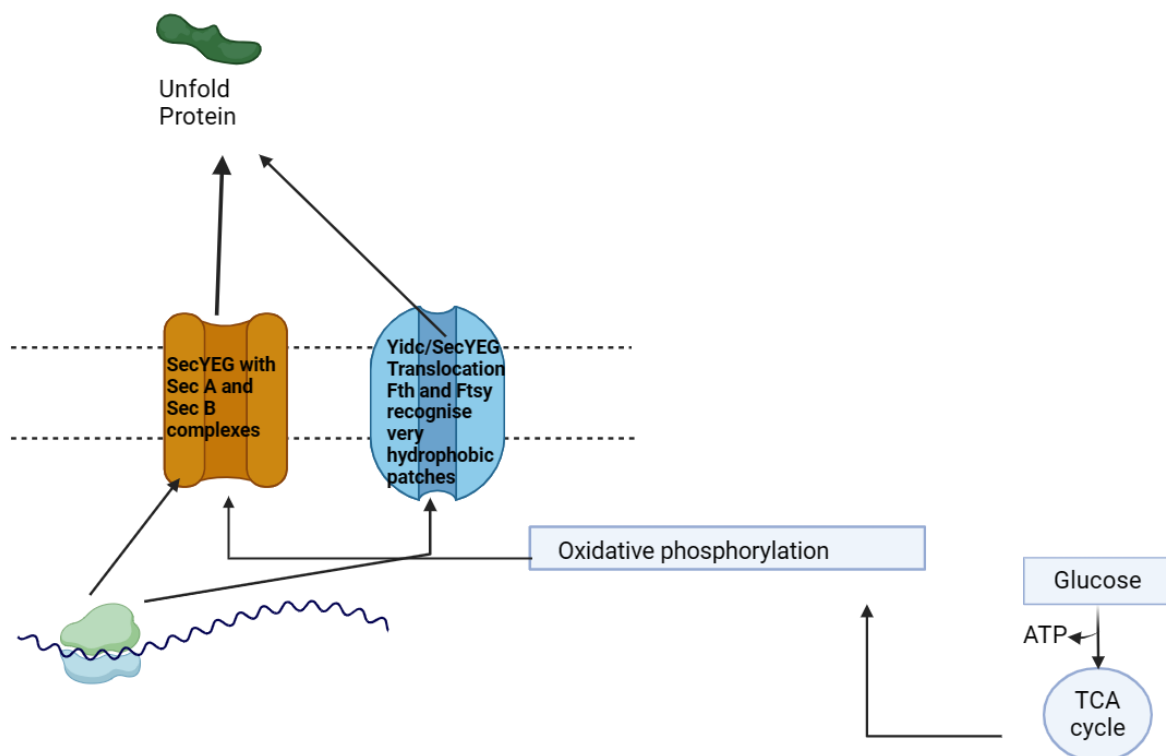 Unfold
Protein
SecYEG with
Sec A and
Sec B
complexes
Yidc/SecYEG
Translocation
Fth and Ftsy
recognise
very
hydrophobic
patches
Oxidative phosphorylation
Glucose
ATP
TCA
cycle